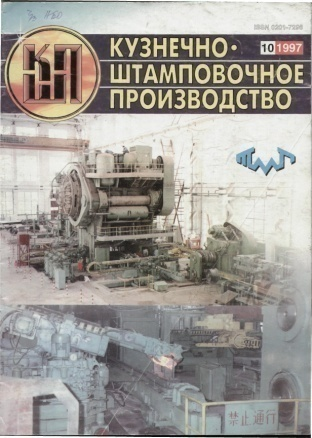 КУЗНЕЧНО-
ШТАМПОВОЧНОЕ
ПРОИЗВОДСТВО
10 1997
禁止通行